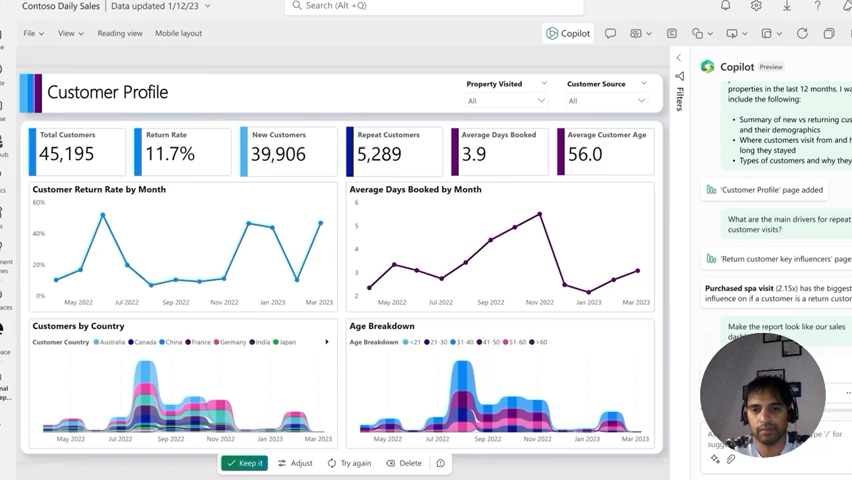 Contoso Daily Sales | Data updated 1/12/23
Search (Alt +Q)
File View Reading view Mobile layout
Copilot
Customer Profile
Property Visited
All
Customer Source
All
Filters
Total Customers
45,195
Return Rate
11.7%
New Customers
39,906
Repeat Customers
5,289
Average Days Booked
3.9
Average Customer Age
56.0
Customer Return Rate by Month
60%
40%
20%
0%
May 2022 Jul 2022 Sep 2022 Nov 2022 Jan 2023 Mar 2023
Average Days Booked by Month
6
5
4
3
2
May 2022 Jul 2022 Sep 2022 Nov 2022 Jan 2023 Mar 2023
Customers by Country
Customer Country Australia Canada China France Germany India Japan
May 2022 Jul 2022 Sep 2022 Nov 2022 Jan 2023 Mar 2023
Age Breakdown
Age Breakdown <21 21-30 31-40 41-50 51-60 >60
May 2022 Jul 2022 Sep 2022 Nov 2022 Jan 2023 Mar 2023
Keep it Adjust Try again Delete
Copilot Preview
properties in the last 12 months. I wa
include the following:
Summary of new vs returning cus
and their demographics
Where customers visit from and h
long they stayed
Types of customers and why they
'Customer Profile' page added
What are the main drivers for repeat
customer visits?
'Return customer key influencers' page
Purchased spa visit (2.15x) has the biggest
influence on if a customer is a return custom
Make the report look like our sales